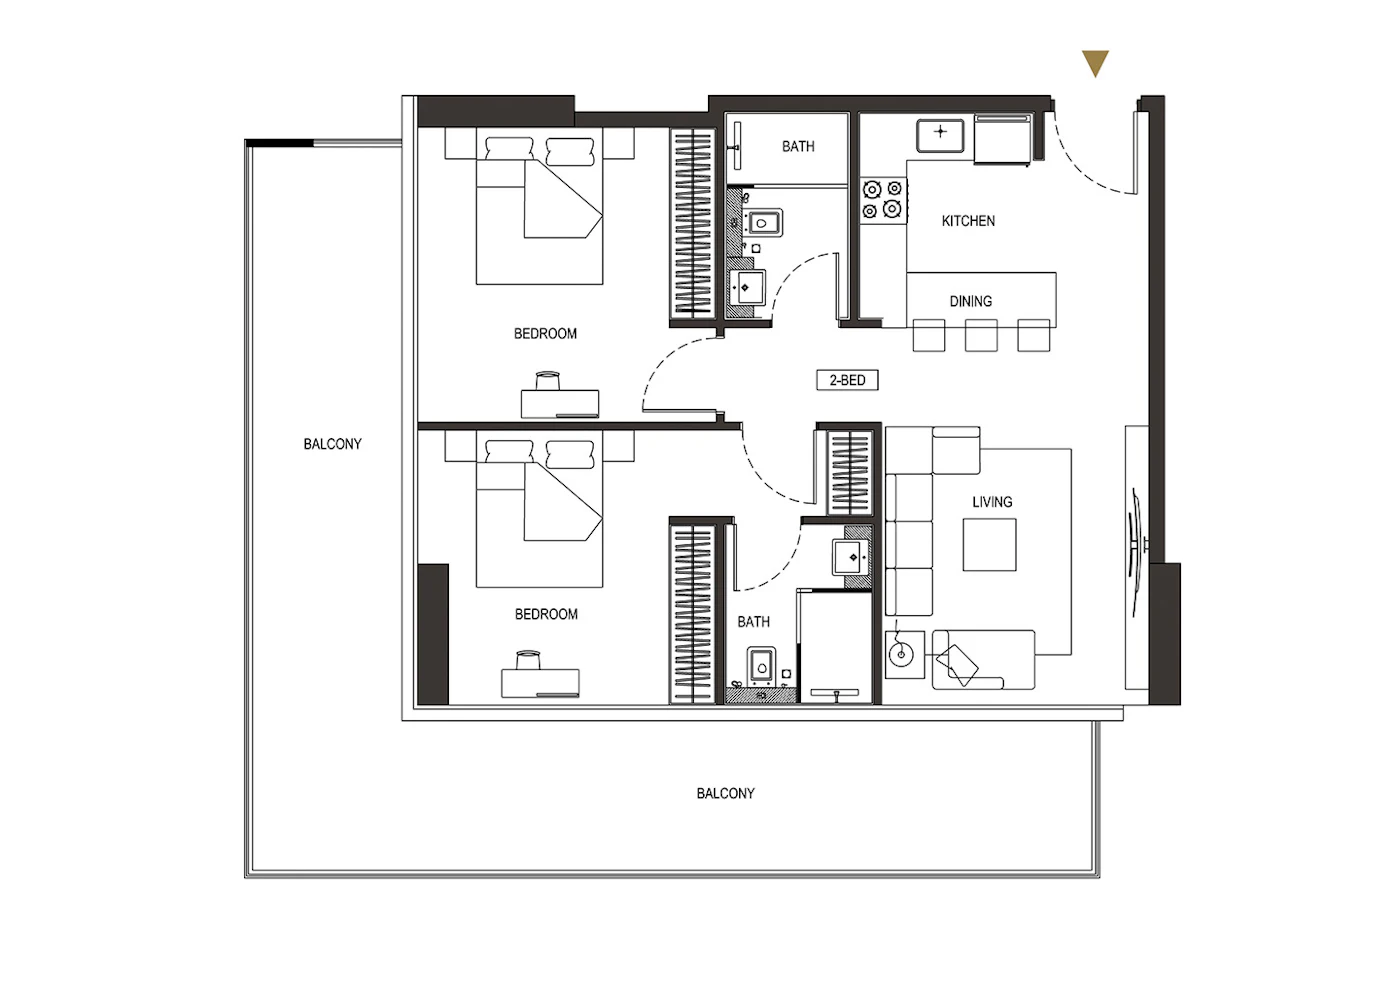 BATH
KITCHEN
DINING
BEDROOM
2-BED
BALCONY
LIVING
BEDROOM
BATH
BALCONY